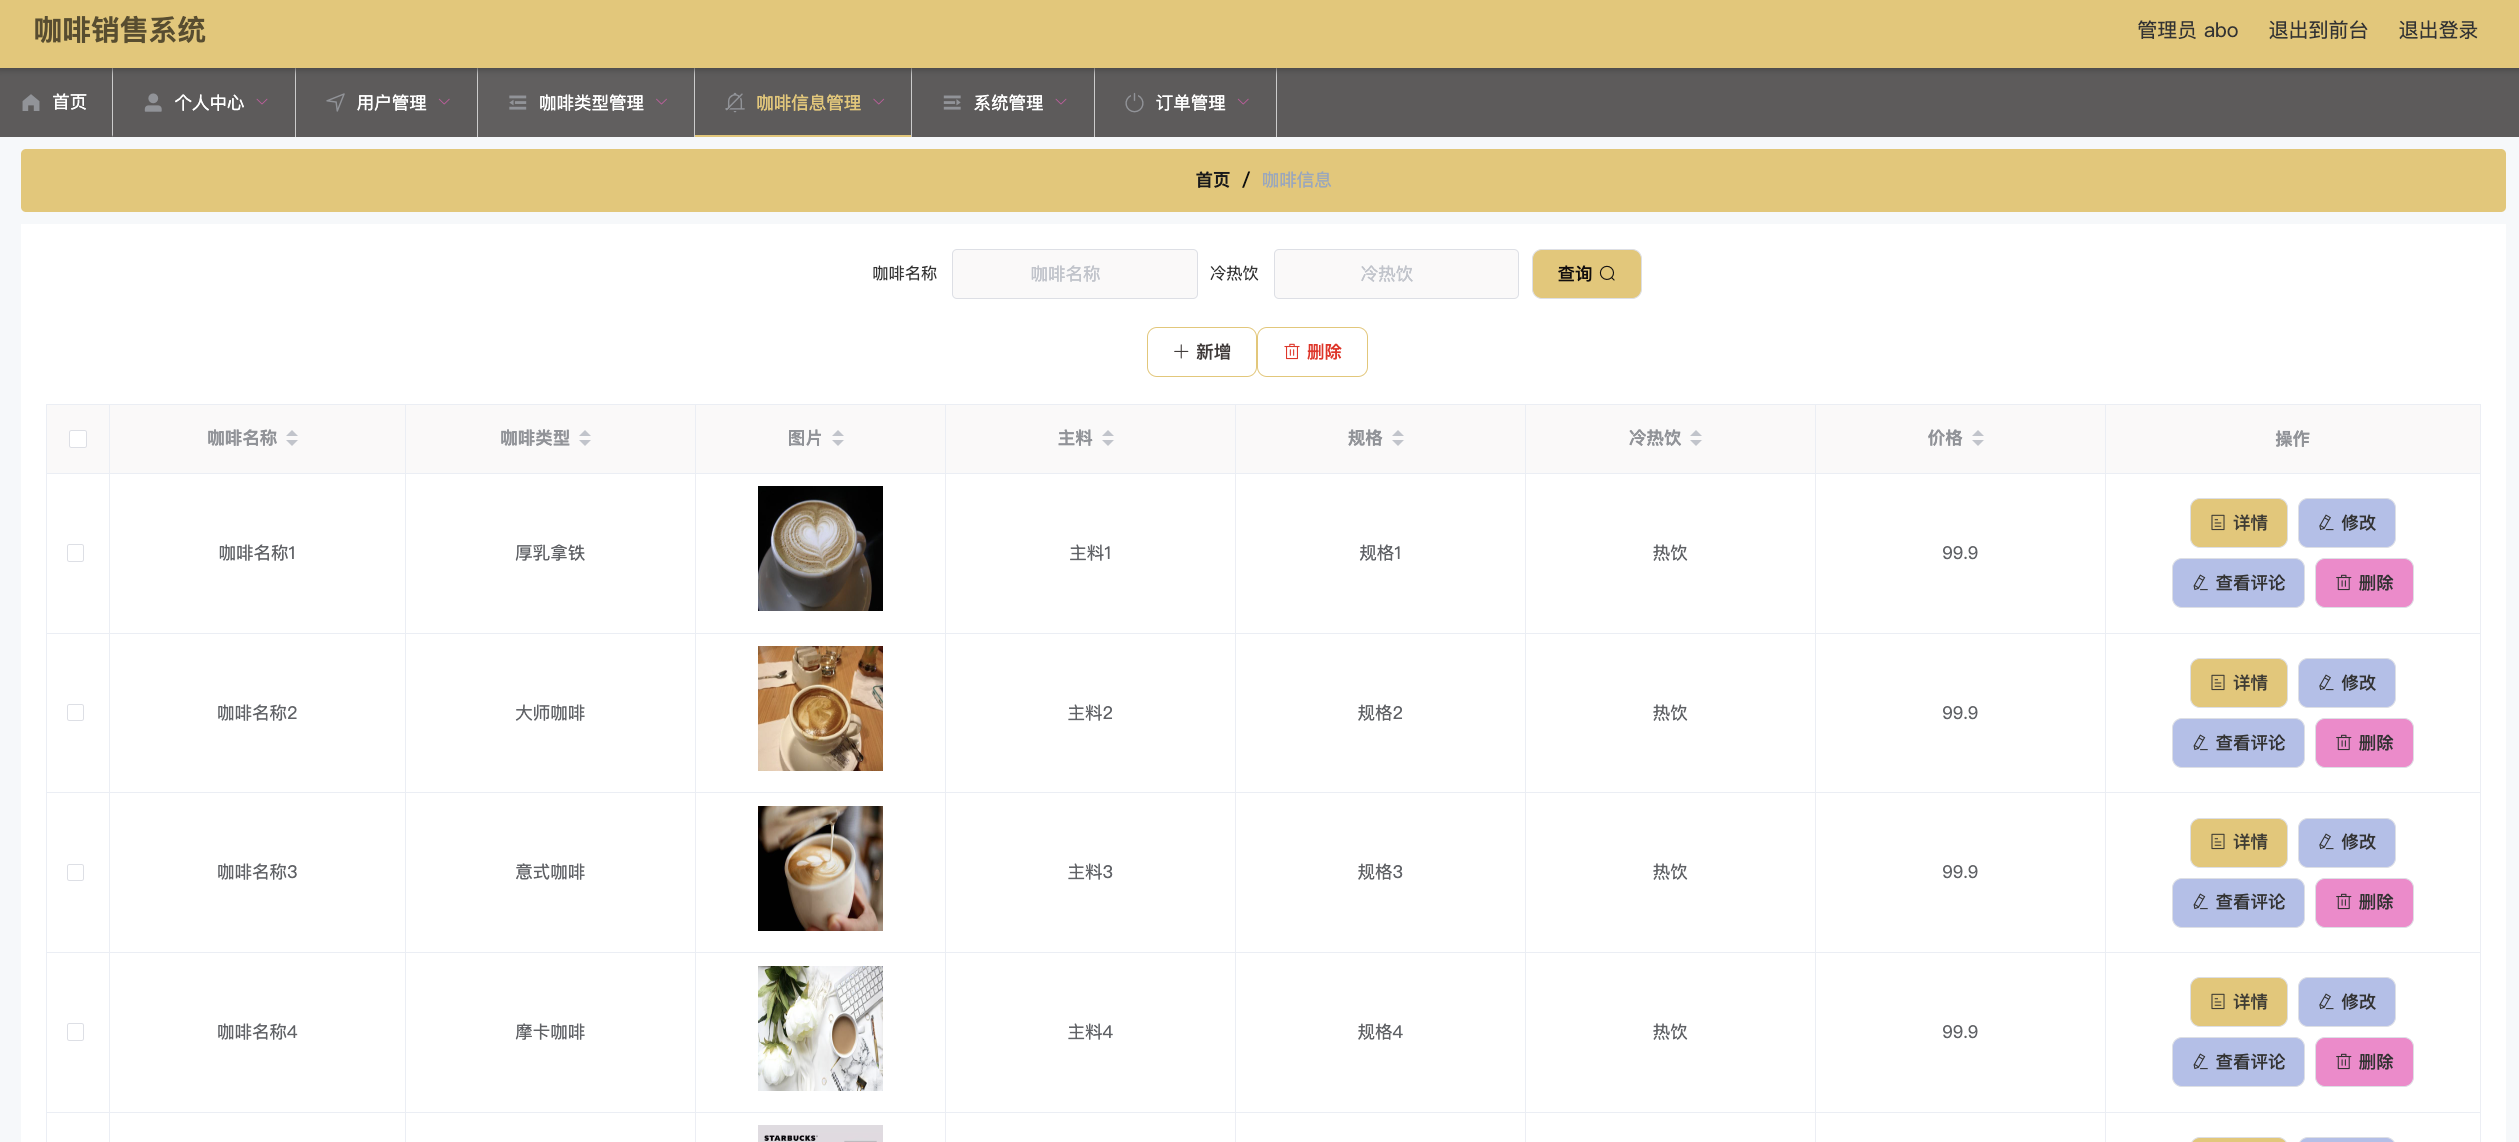 咖啡销售系统
管理员 abo 退出到前台 退出登录
首页 个人中心 用户管理 咖啡类型管理 咖啡信息管理 系统管理 订单管理
首页 / 咖啡信息
咖啡名称 咖啡名称 冷热饮 冷热饮 查询
新增 删除
咖啡名称 咖啡类型 图片 主料 规格 冷热饮 价格 操作
咖啡名称1 厚乳拿铁 主料1 规格1 热饮 99.9 详情 修改
查看评论 删除
咖啡名称2 大师咖啡 主料2 规格2 热饮 99.9 详情 修改
查看评论 删除
咖啡名称3 意式咖啡 主料3 规格3 热饮 99.9 详情 修改
查看评论 删除
咖啡名称4 摩卡咖啡 主料4 规格4 热饮 99.9 详情 修改
查看评论 删除
STARBUCKS